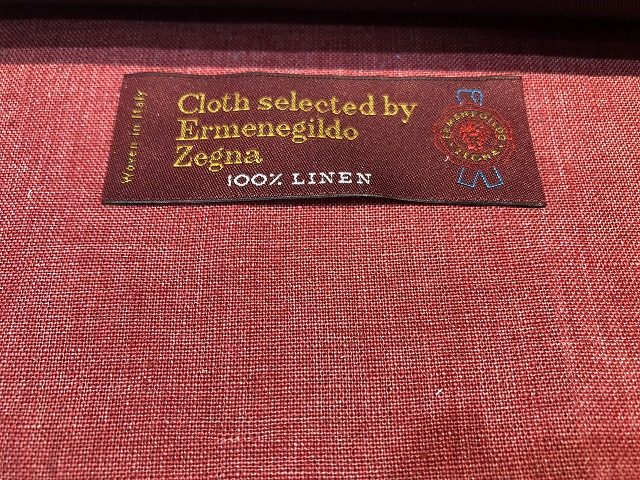 Woven in Italy
Cloth selected by
Ermenegildo
Zegna
100% LINEN
ERMENEGILDO
ZEGNA